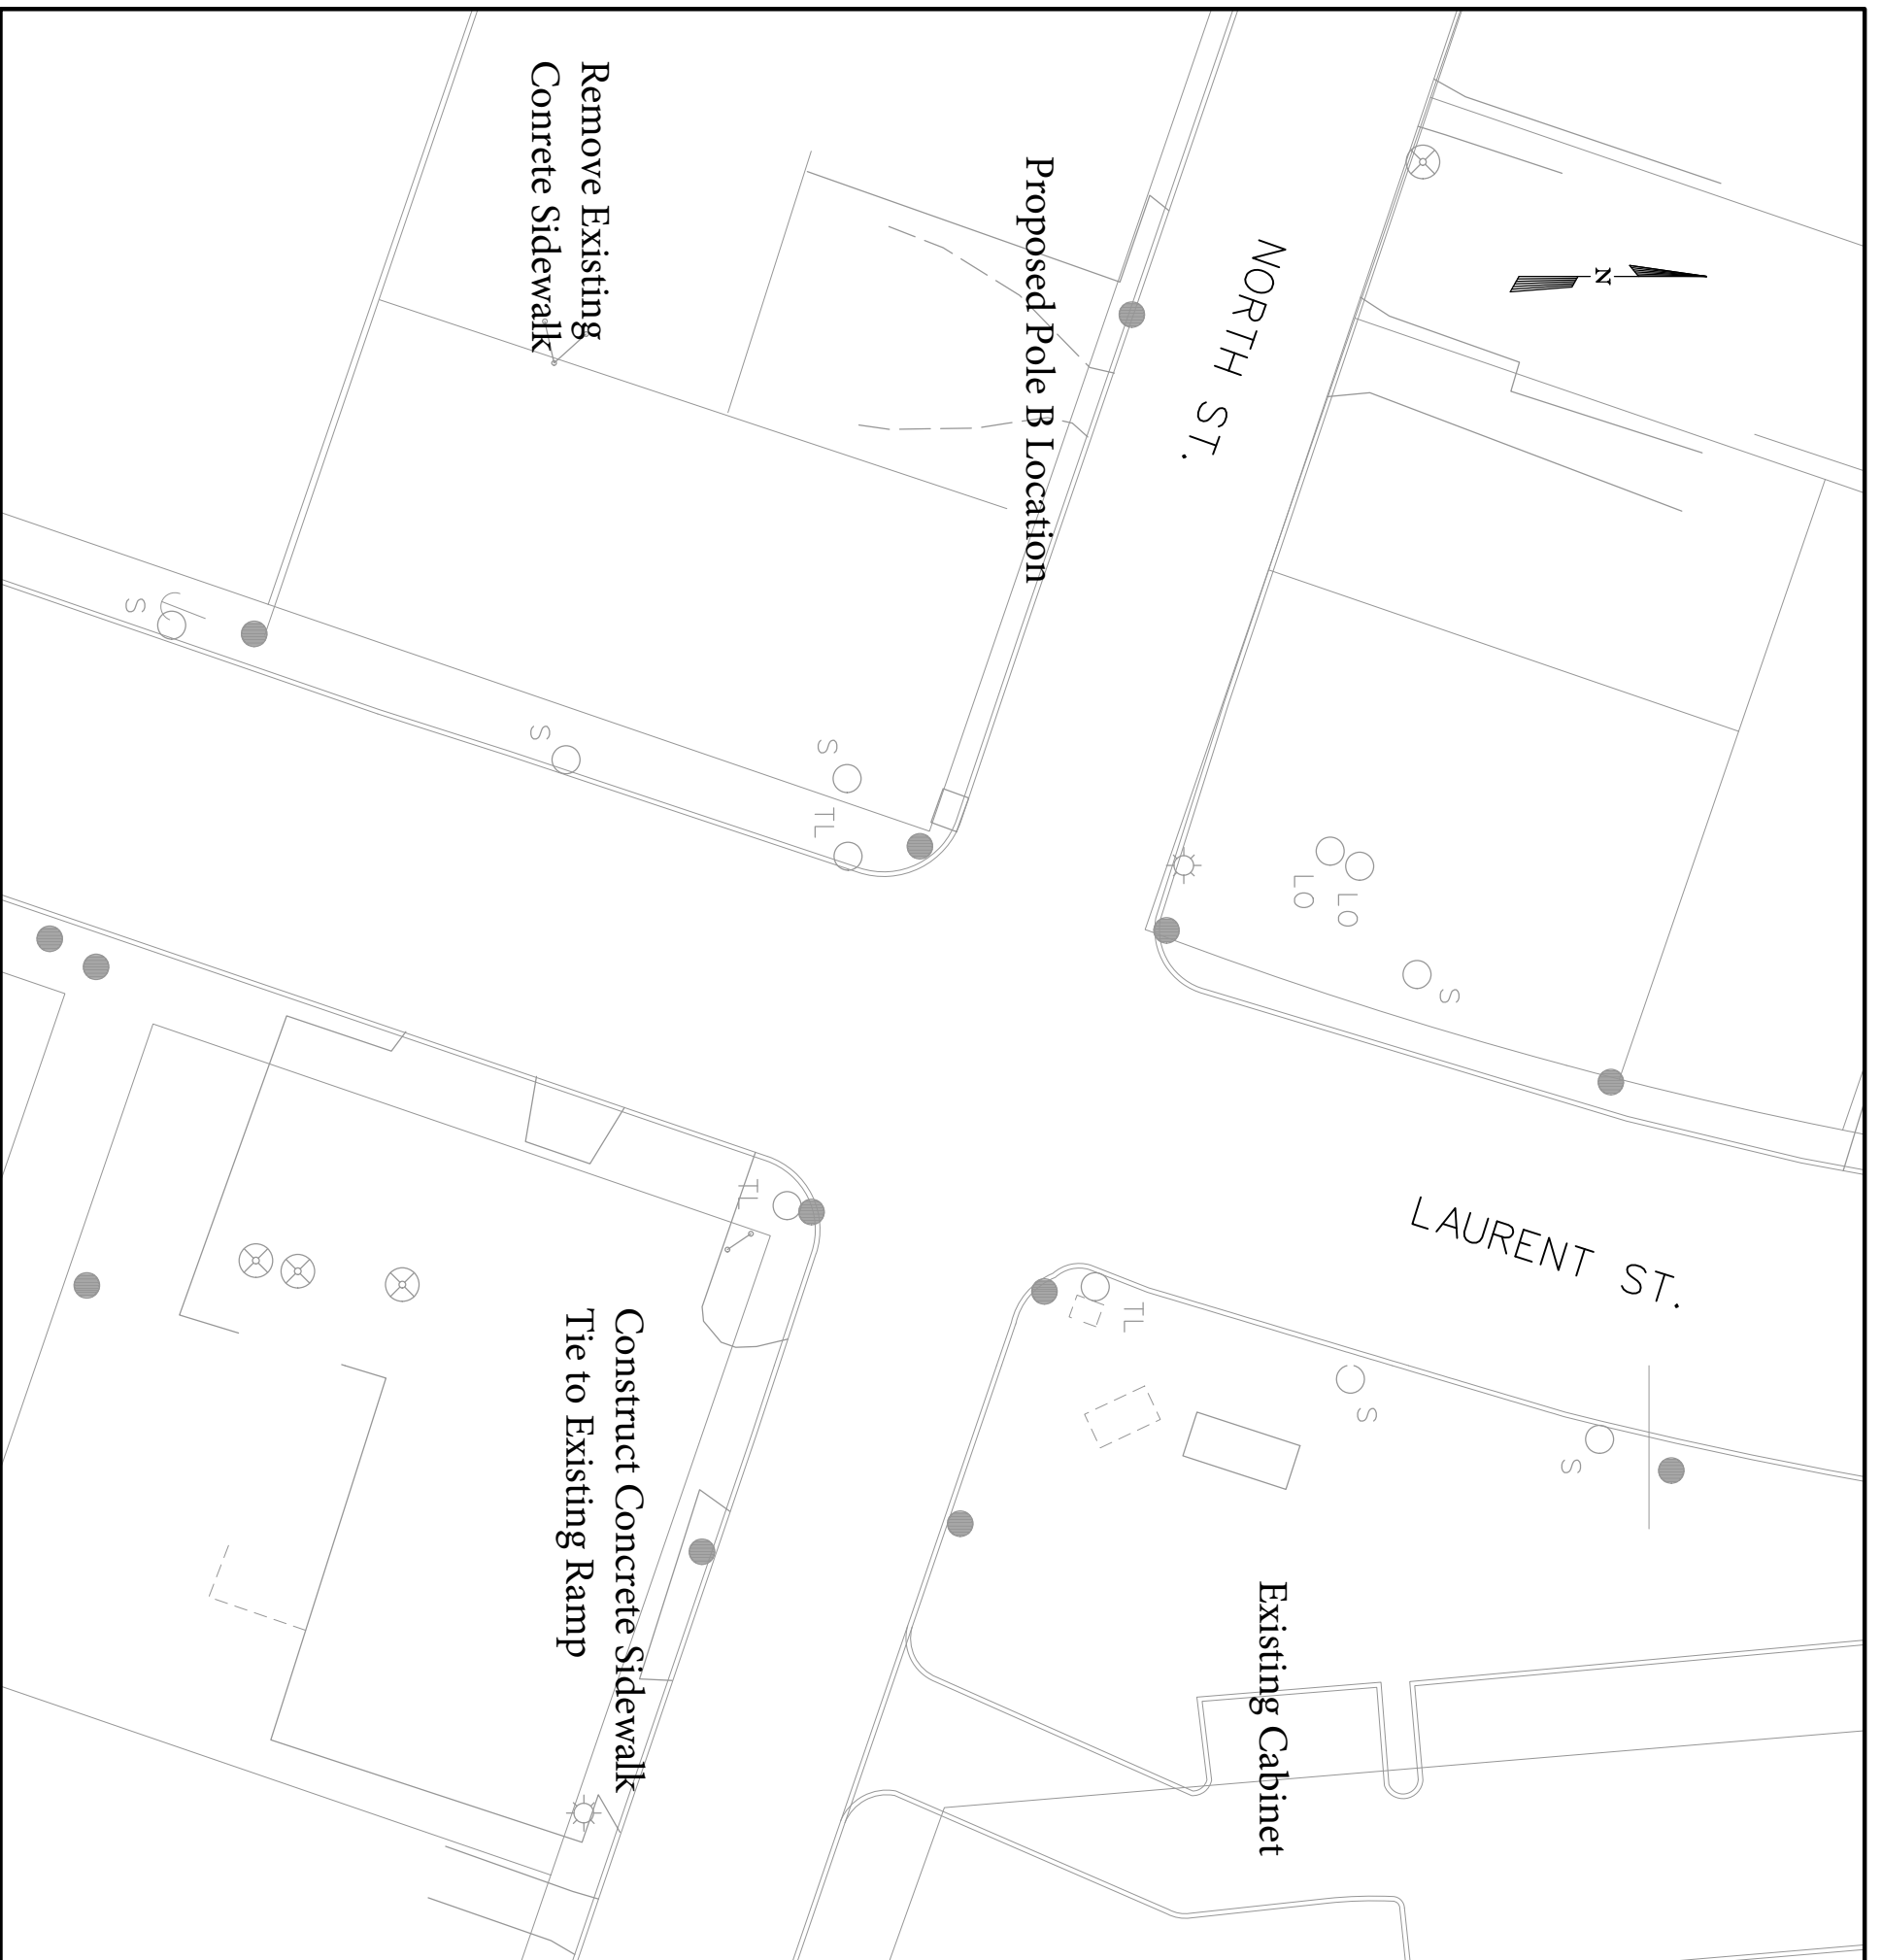 Remove Existing
Conrete Sidewalk
Proposed Pole B Location
NORTH ST.
N
S
S
S
TL
LO
LO
S
LAURENT ST.
TL
TL
S
S
Construct Concrete Sidewalk
Tie to Existing Ramp
Existing Cabinet